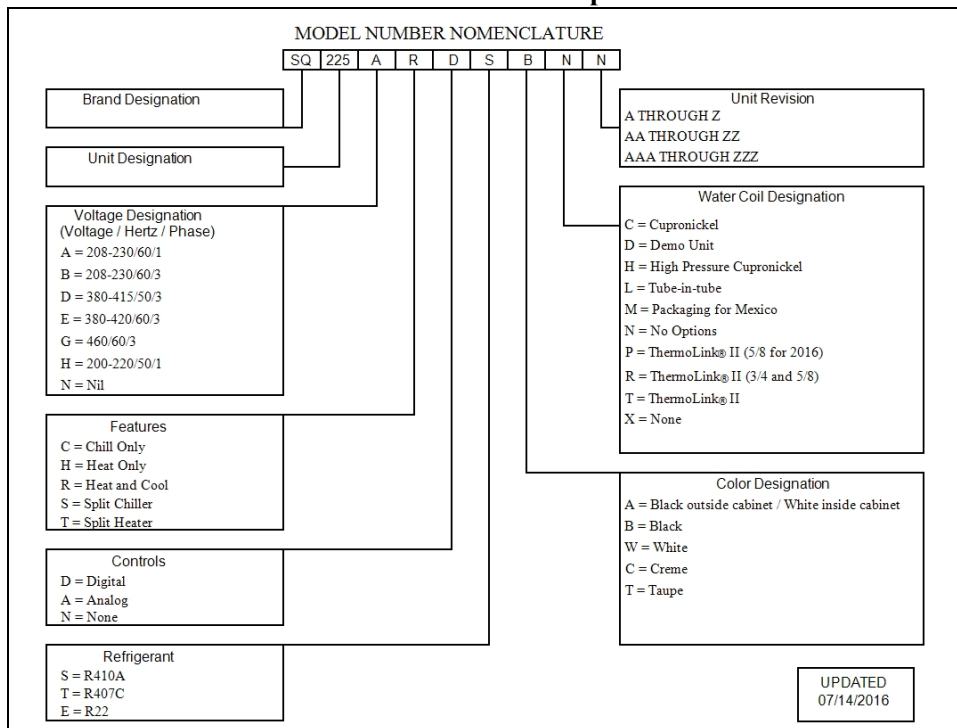 MODEL NUMBER NOMENCLATURE
SQ 225 A R D S B N N
Brand Designation
Unit Designation
Voltage Designation
(Voltage / Hertz / Phase)
A = 208-230/60/1
B = 208-230/60/3
D = 380-415/50/3
E = 380-420/60/3
G = 460/60/3
H = 200-220/50/1
N = Nil
Features
C = Chill Only
H = Heat Only
R = Heat and Cool
S = Split Chiller
T = Split Heater
Controls
D = Digital
A = Analog
N = None
Refrigerant
S = R410A
T = R407C
E = R22
Unit Revision
A THROUGH Z
AA THROUGH ZZ
AAA THROUGH ZZZ
Water Coil Designation
C = Cupronickel
D = Demo Unit
H = High Pressure Cupronickel
L = Tube-in-tube
M = Packaging for Mexico
N = No Options
P = ThermoLink® II (5/8 for 2016)
R = ThermoLink® II (3/4 and 5/8)
T = ThermoLink® II
X = None
Color Designation
A = Black outside cabinet / White inside cabinet
B = Black
W = White
C = Creme
T = Taupe
UPDATED
07/14/2016